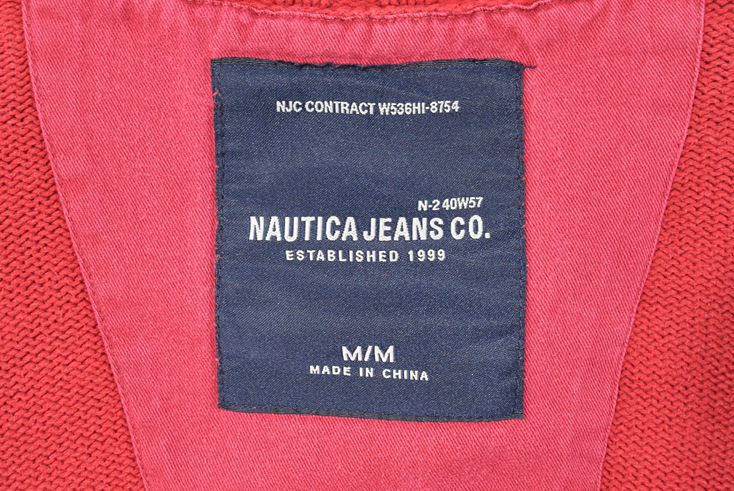 NJC CONTRACT W536HI-8754
N-2 40W57
NAUTICA JEANS CO.
ESTABLISHED 1999
M/M
MADE IN CHINA